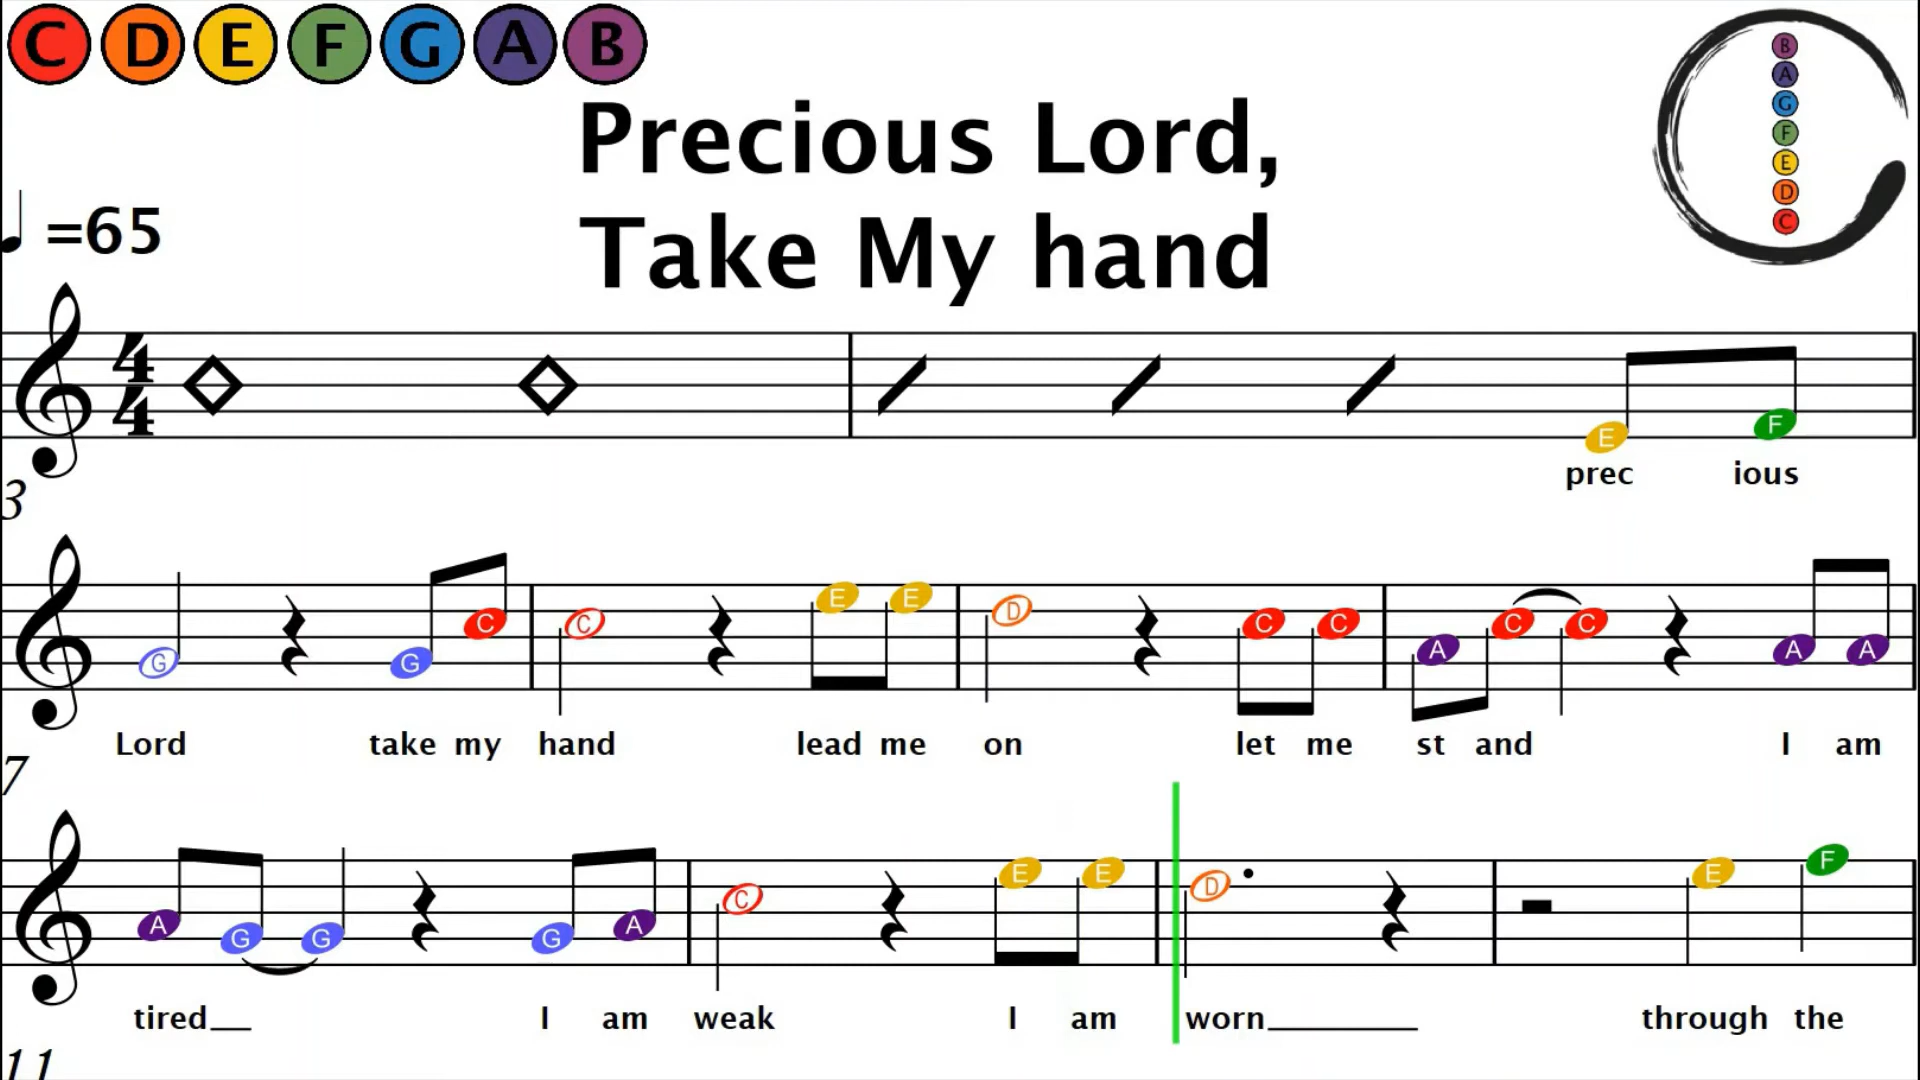 C D E F G A B
B
A
G
F
E
D
C
Precious Lord,
Take My hand
=65
4
4
E F
prec ious
3
G G C C E E D C C A C C A A
Lord take my hand lead me on let me st and I am
7
A G G G A C E E D E F
tired__ I am weak I am worn________ through the
11